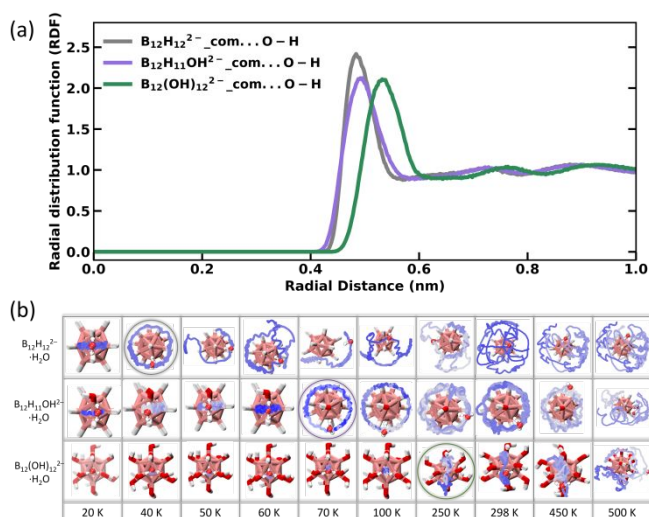 (a)
B₁₂H₁₂²⁻_com. . . O – H
B₁₂H₁₁OH²⁻_com. . . O – H
B₁₂(OH)₁₂²⁻_com. . . O – H
Radial distribution function (RDF)
2.5
2.0
1.5
1.0
0.5
0.0
0.0 0.2 0.4 0.6 0.8 1.0
Radial Distance (nm)
(b)
B₁₂H₁₂²⁻
·H₂O
B₁₂H₁₁OH²⁻
·H₂O
B₁₂(OH)₁₂²⁻
·H₂O
20 K 40 K 50 K 60 K 70 K 100 K 250 K 298 K 450 K 500 K